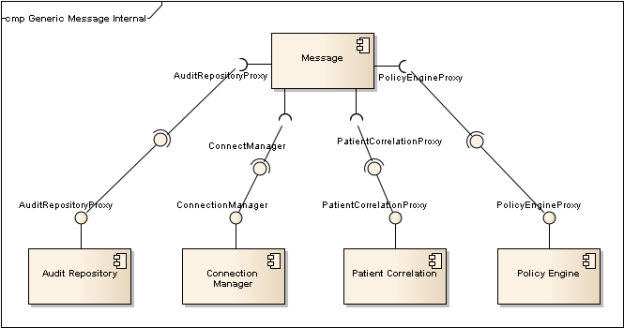 cmp Generic Message Internal
Message
AuditRepositoryProxy
PolicyEngineProxy
ConnectManager
PatientCorrelationProxy
AuditRepositoryProxy
ConnectionManager
PatientCorrelationProxy
PolicyEngineProxy
Audit Repository
Connection
Manager
Patient Correlation
Policy Engine